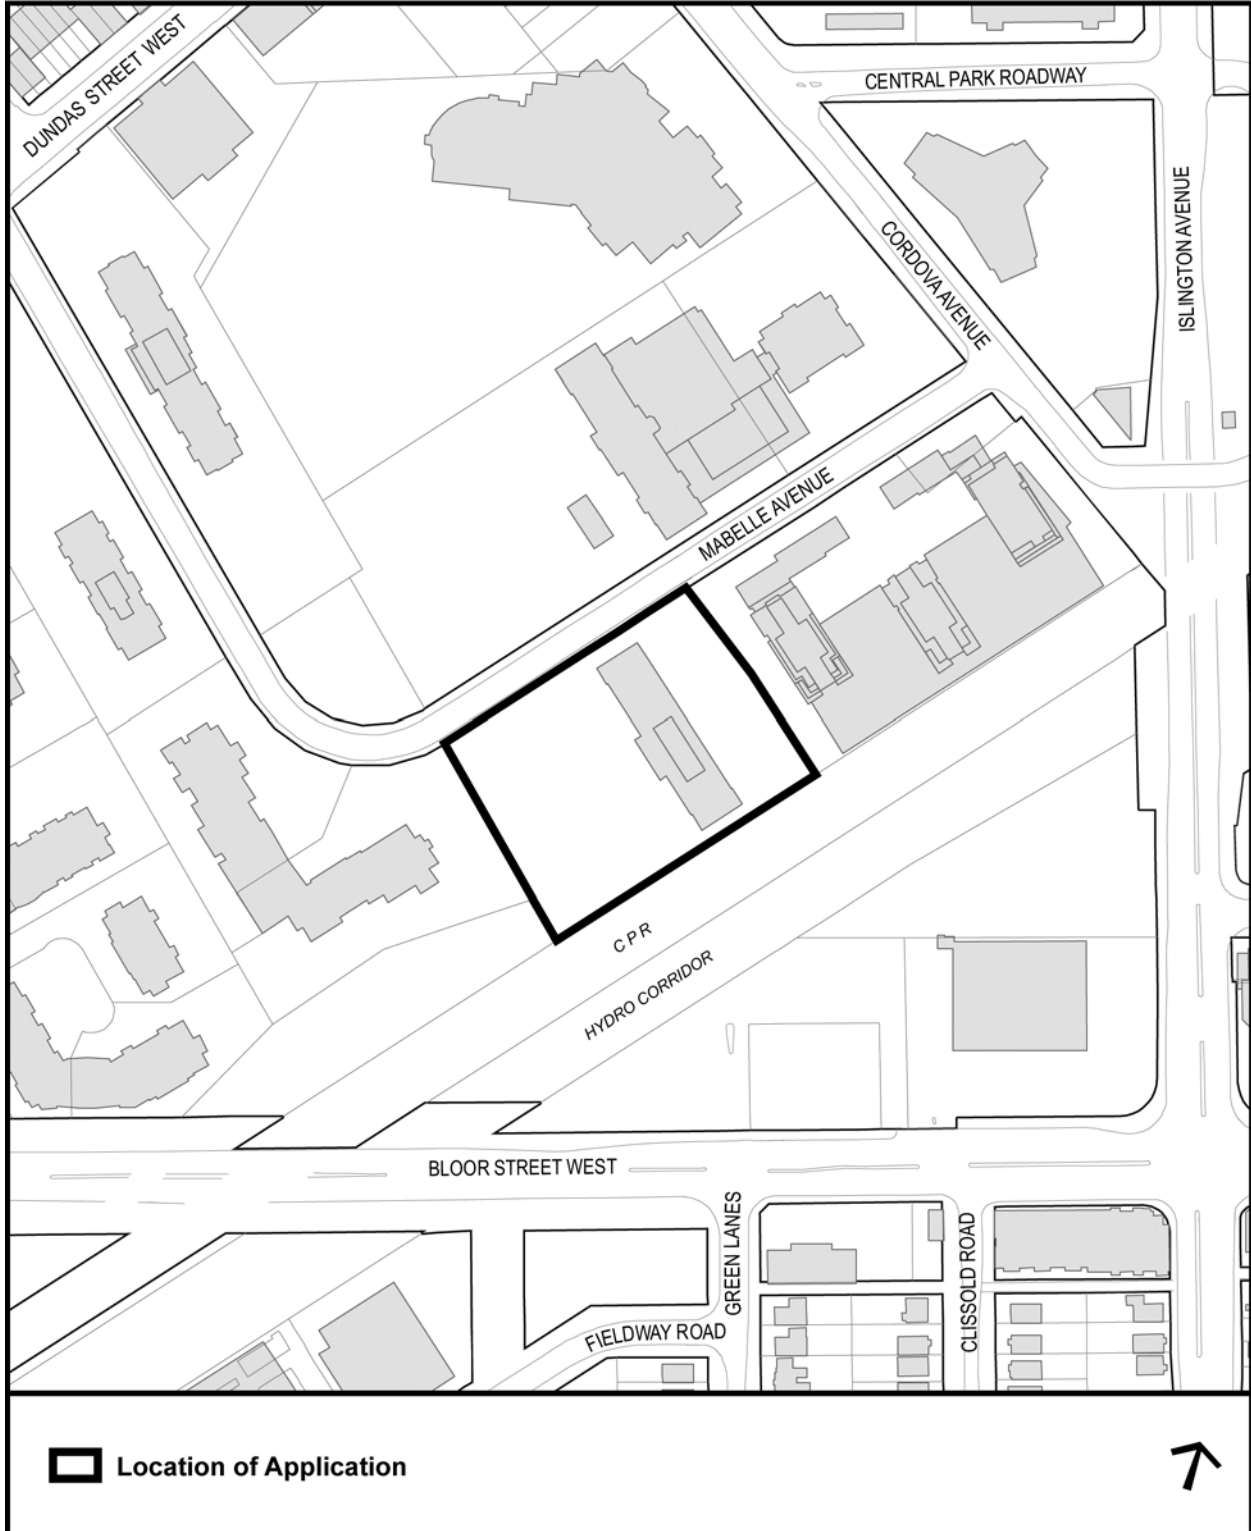 DUNDAS STREET WEST
CENTRAL PARK ROADWAY
ISLINGTON AVENUE
CORDOVA AVENUE
MABELLE AVENUE
CPR
HYDRO CORRIDOR
BLOOR STREET WEST
GREEN LANES
CLISSOLD ROAD
FIELDWAY ROAD
Location of Application